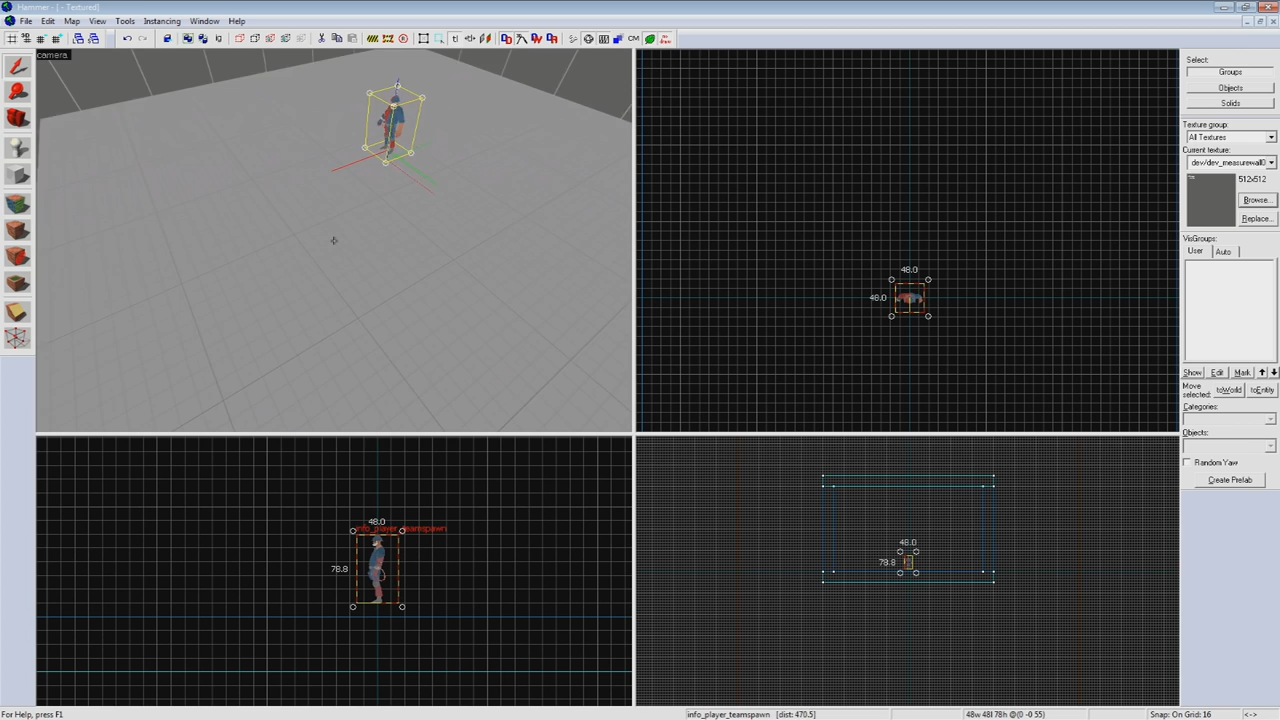 Hammer - [ - Textured]
File Edit Map View Tools Instancing Window Help
CM
camera
Select:
Groups
Objects
Solids
Texture group:
All Textures
Current texture:
dev/dev_measurewall0
512x512
Browse...
Replace...
VisGroups:
User Auto
48.0
48.0
Show Edit Mark
Move selected:
toWorld toEntity
Categories:
Objects:
Random Yaw
Create Prefab
48.0
info_player_teamspawn
78.8
48.0
78.8
For Help, press F1
info_player_teamspawn [dist: 470.5]
48w 48l 78h @(0 -0 55)
Snap: On Grid: 16
<->